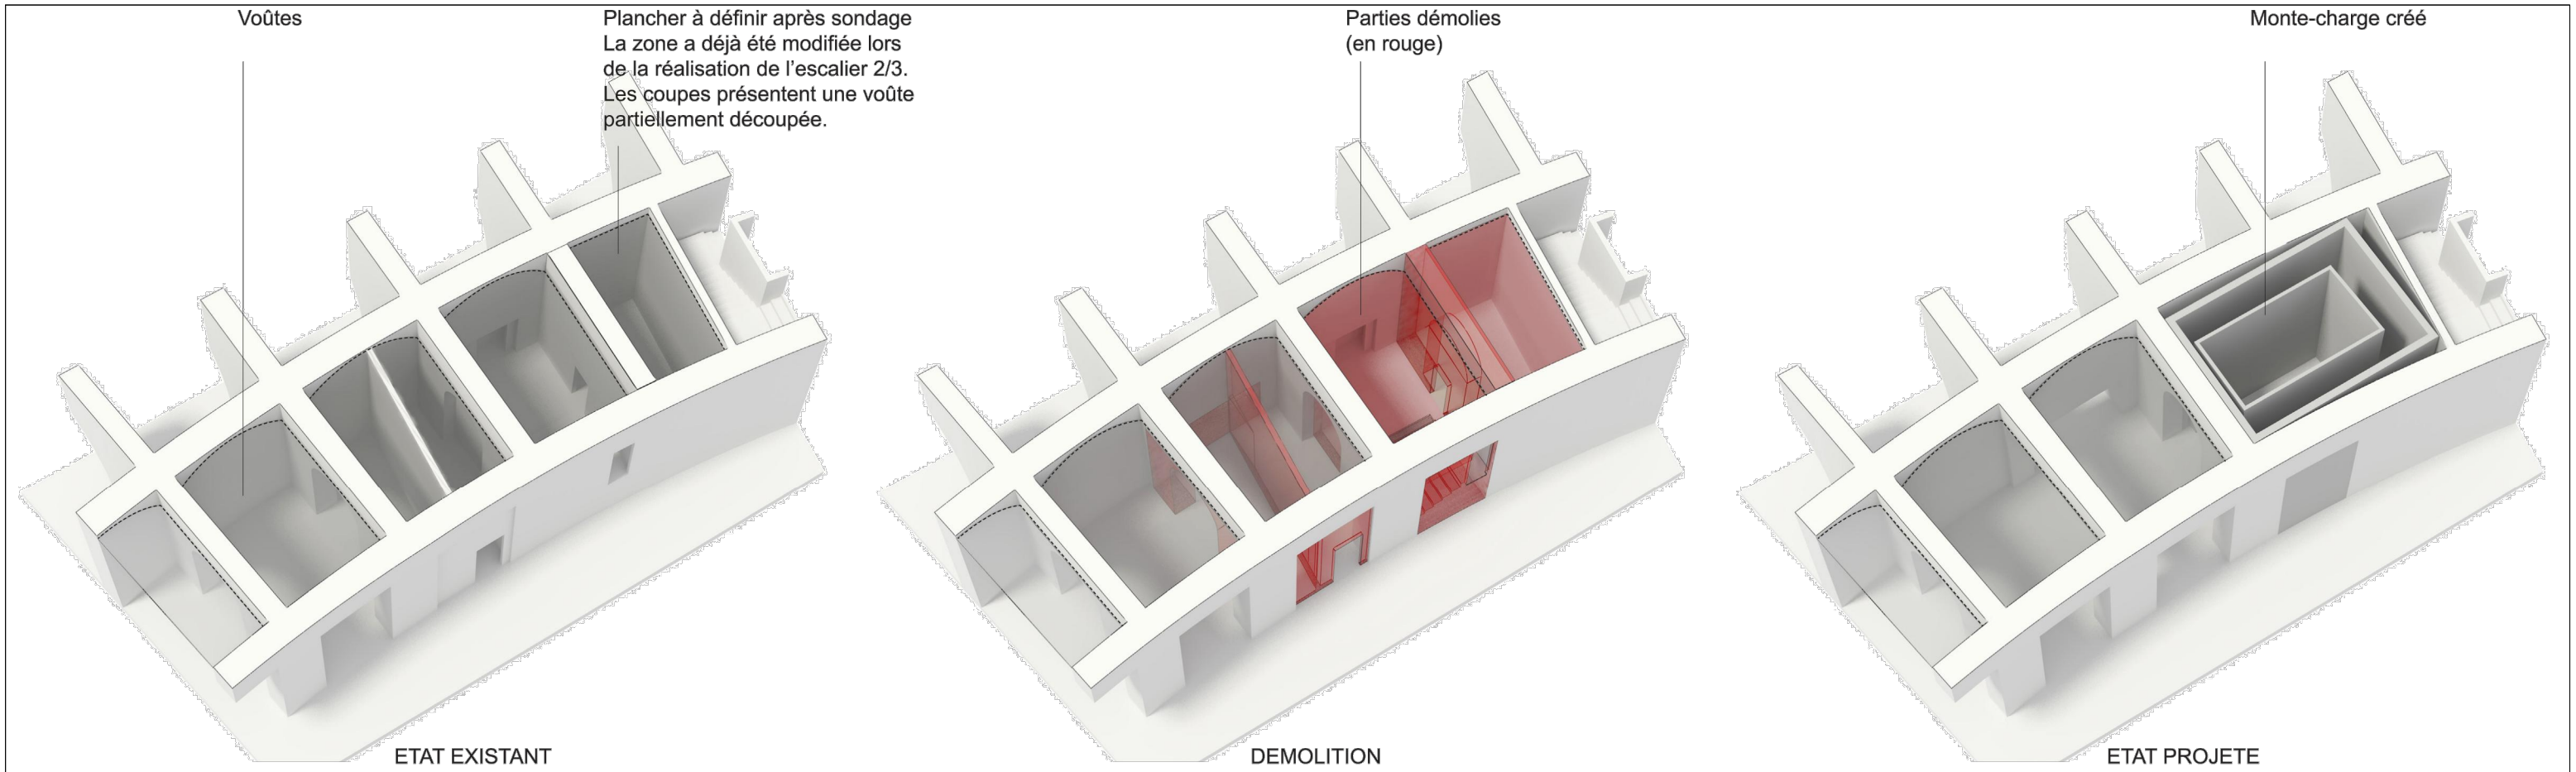 Voûtes
Plancher à définir après sondage
La zone a déjà été modifiée lors
de la réalisation de l'escalier 2/3.
Les coupes présentent une voûte
partiellement découpée.
Parties démolies
(en rouge)
Monte-charge créé
ETAT EXISTANT
DEMOLITION
ETAT PROJETE